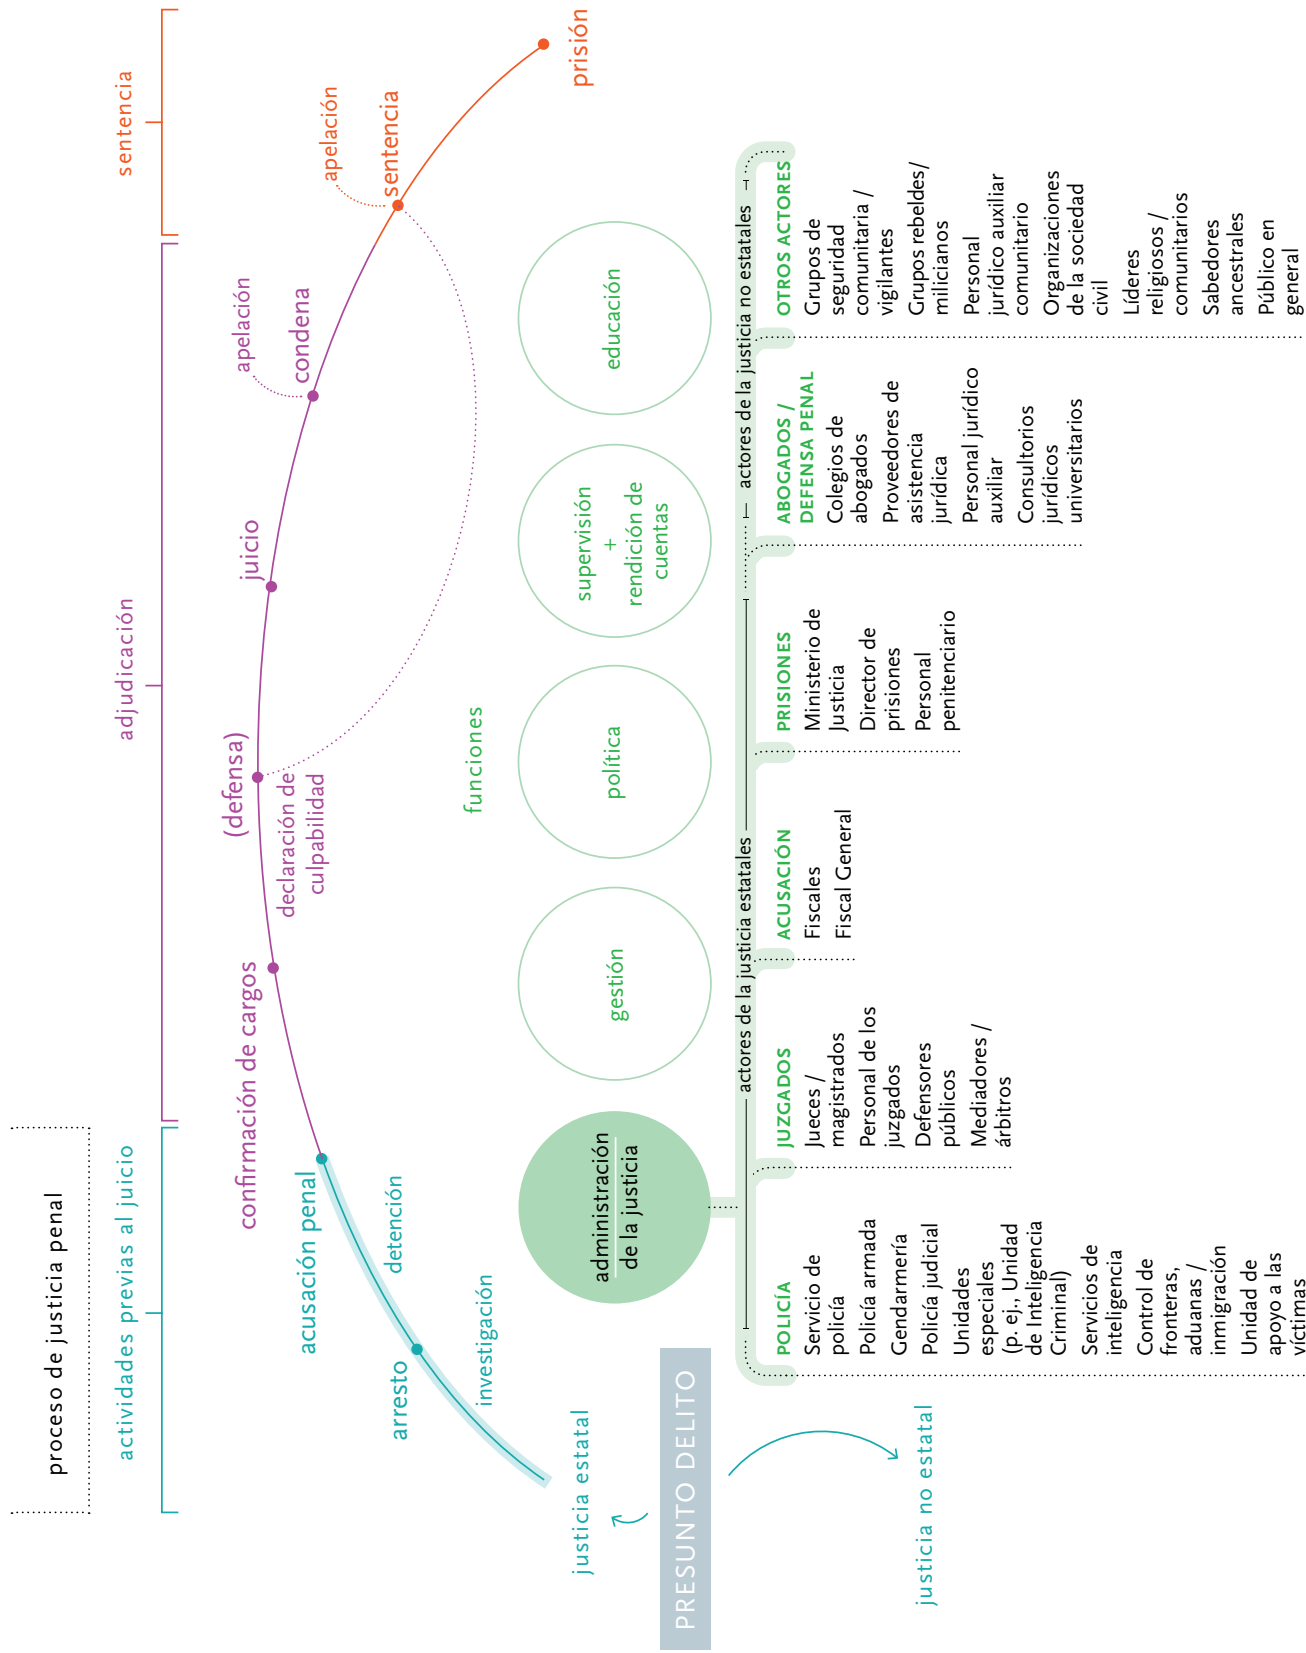 proceso de justicia penal
actividades previas al juicio
adjudicación
sentencia
justicia estatal
investigación
arresto
detención
acusación penal
confirmación de cargos
(defensa)
declaración de
culpabilidad
juicio
condena
apelación
sentencia
apelación
prisión
funciones
administración
de la justicia
gestión
política
supervisión
+
rendición de
cuentas
educación
PRESUNTO DELITO
justicia no estatal
actores de la justicia estatales
actores de la justicia no estatales
POLICÍA
Servicio de
policía
Policía armada
Gendarmería
Policía judicial
Unidades
especiales
(p. ej., Unidad
de Inteligencia
Criminal)
Servicios de
inteligencia
Control de
fronteras,
aduanas /
inmigración
Unidad de
apoyo a las
víctimas
JUZGADOS
Jueces /
magistrados
Personal de los
juzgados
Defensores
públicos
Mediadores /
árbitros
ACUSACIÓN
Fiscales
Fiscal General
PRISIONES
Ministerio de
Justicia
Director de
prisiones
Personal
penitenciario
ABOGADOS /
DEFENSA PENAL
Colegios de
abogados
Proveedores de
asistencia
jurídica
Personal jurídico
auxiliar
Consultorios
jurídicos
universitarios
OTROS ACTORES
Grupos de
seguridad
comunitaria /
vigilantes
Grupos rebeldes/
milicianos
Personal
jurídico auxiliar
comunitario
Organizaciones
de la sociedad
civil
Líderes
religiosos /
comunitarios
Sabedores
ancestrales
Público en
general